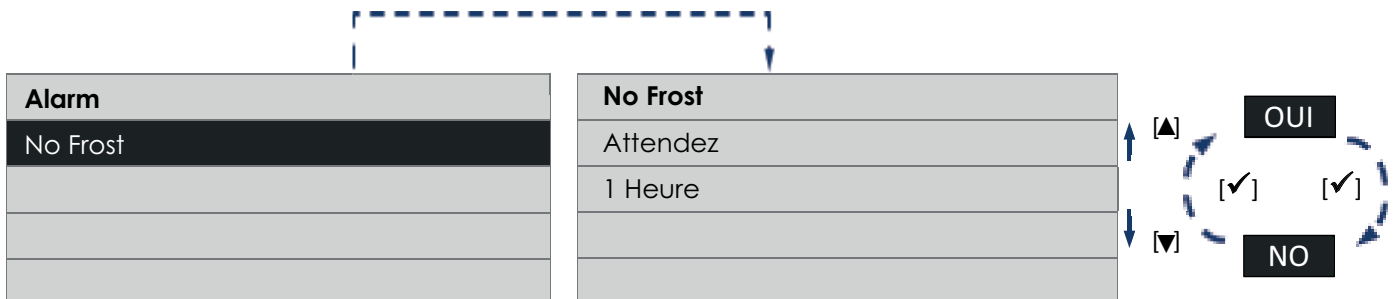 Alarm
No Frost
No Frost
Attendez
1 Heure
[▲]
[▼]
OUI
[✓] [✓]
NO